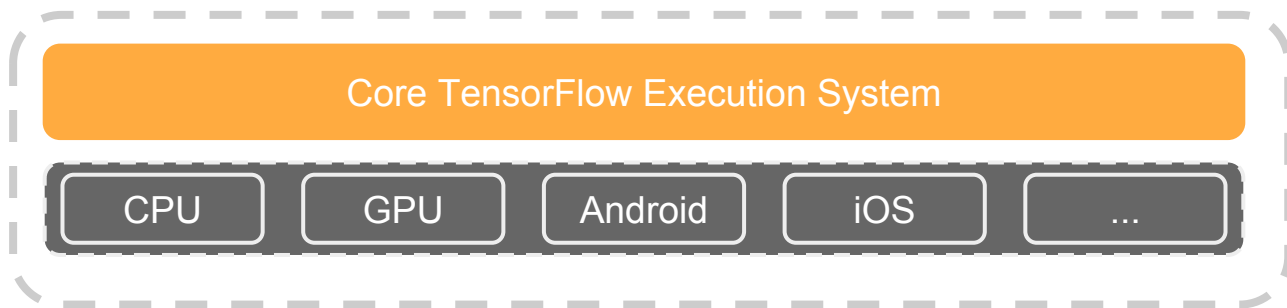 Core TensorFlow Execution System
CPU GPU Android iOS ...